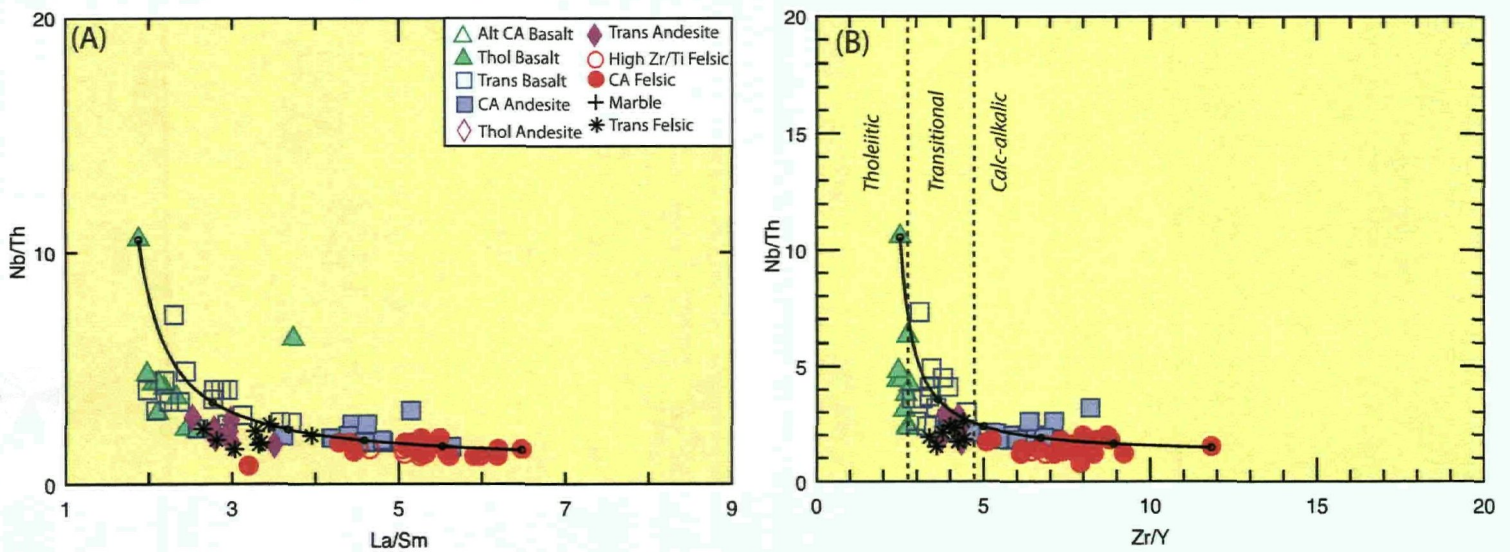 (A)
20
10
0
Nb/Th
1
3
5
7
9
La/Sm
Alt CA Basalt
Thol Basalt
Trans Basalt
CA Andesite
Thol Andesite
Trans Andesite
High Zr/Ti Felsic
CA Felsic
Marble
Trans Felsic
(B)
20
15
10
5
0
Nb/Th
Tholeiitic
Transitional
Calc-alkalic
0
5
10
15
20
Zr/Y